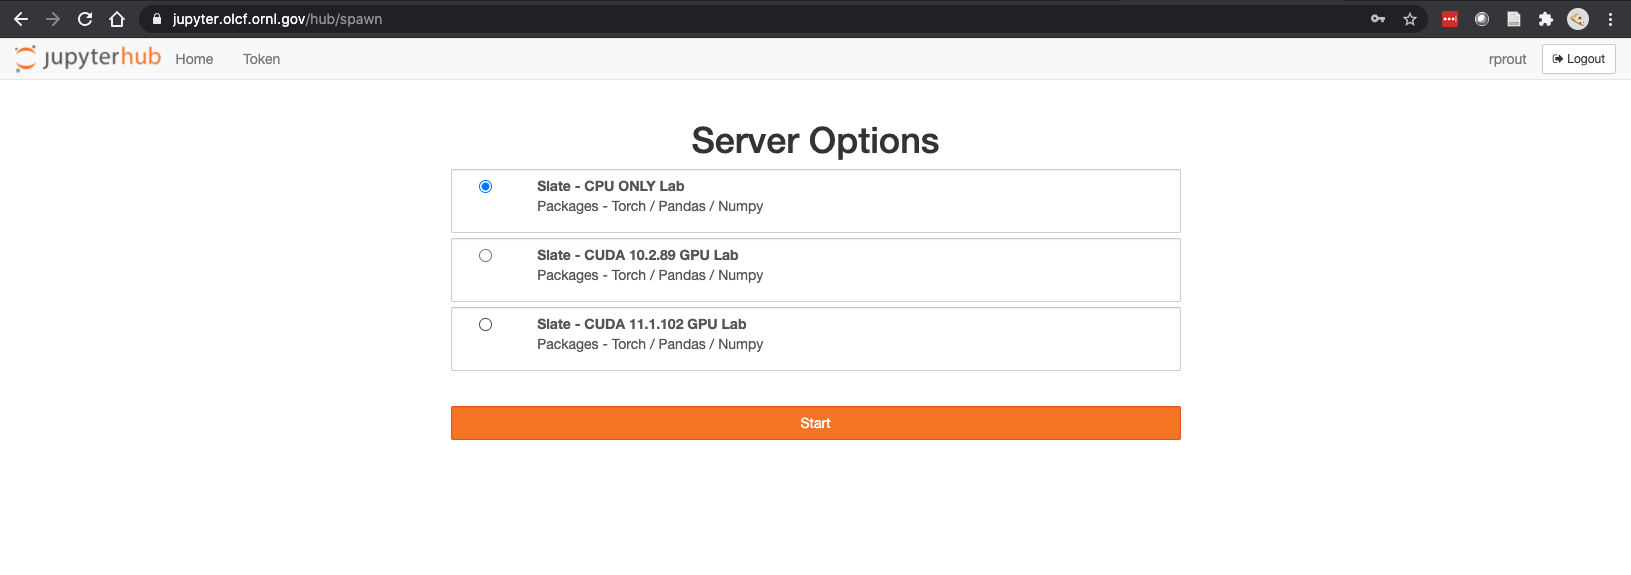 jupyter.olcf.ornl.gov/hub/spawn
jupyterhub Home Token rprout Logout
Server Options
Slate - CPU ONLY Lab
Packages - Torch / Pandas / Numpy
Slate - CUDA 10.2.89 GPU Lab
Packages - Torch / Pandas / Numpy
Slate - CUDA 11.1.102 GPU Lab
Packages - Torch / Pandas / Numpy
Start